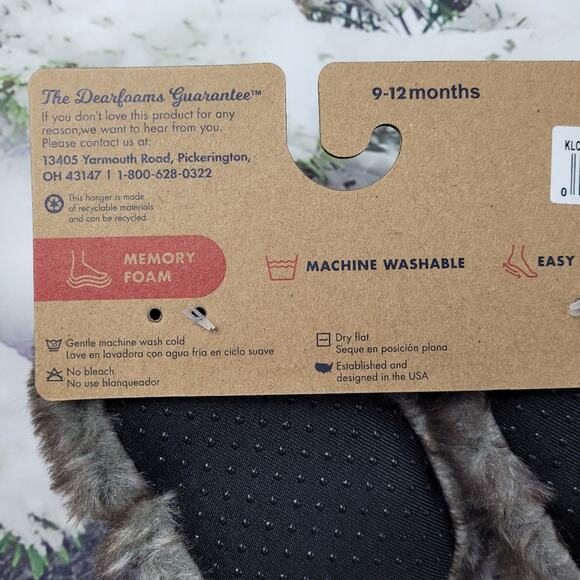 The Dearfoams Guarantee™
If you don't love this product for any
reason,we want to hear from you.
Please contact us at:
13405 Yarmouth Road, Pickerington,
OH 43147 | 1-800-628-0322
This hanger is made
of recyclable materials
and can be recycled.
9-12months
KLC
0
MEMORY
FOAM
MACHINE WASHABLE
EASY
Gentle machine wash cold
Lave en lavadora con agua fría en ciclo suave
No bleach
No use blanqueador
Dry flat
Seque en posición plana
Established and
designed in the USA